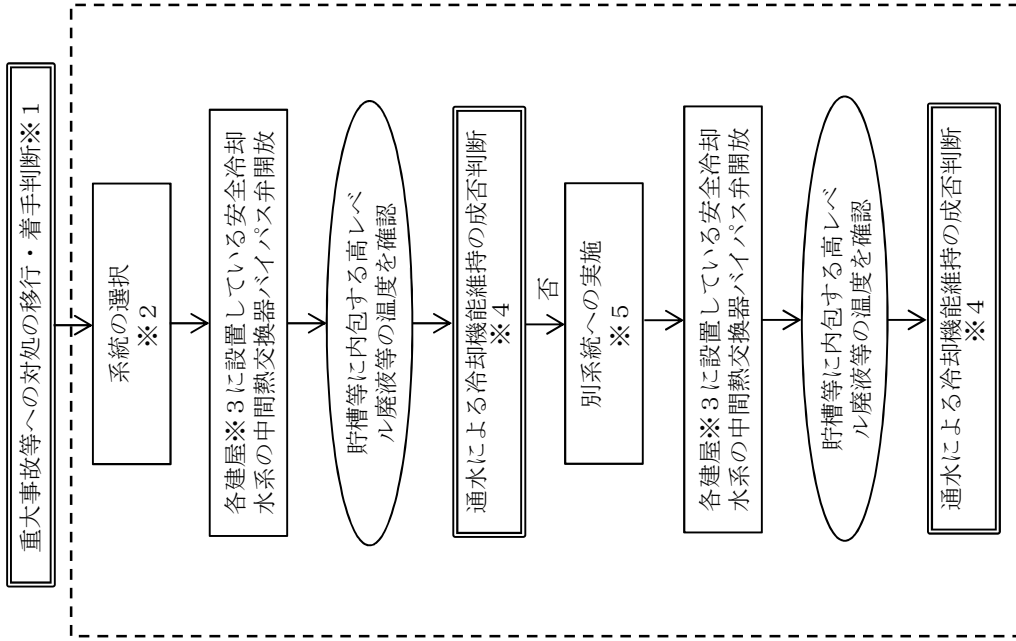 重大事故等への対処の移行・着手判断※１
系統の選択
※２
各建屋※３に設置している安全冷却
水系の中間熱交換器バイパス弁開放
貯槽等に内包する高レベ
ル廃液等の温度を確認
通水による冷却機能維持の成否判断
※４
否
別系統への実施
※５
各建屋※３に設置している安全冷却
水系の中間熱交換器バイパス弁開放
貯槽等に内包する高レベ
ル廃液等の温度を確認
通水による冷却機能維持の成否判断
※４